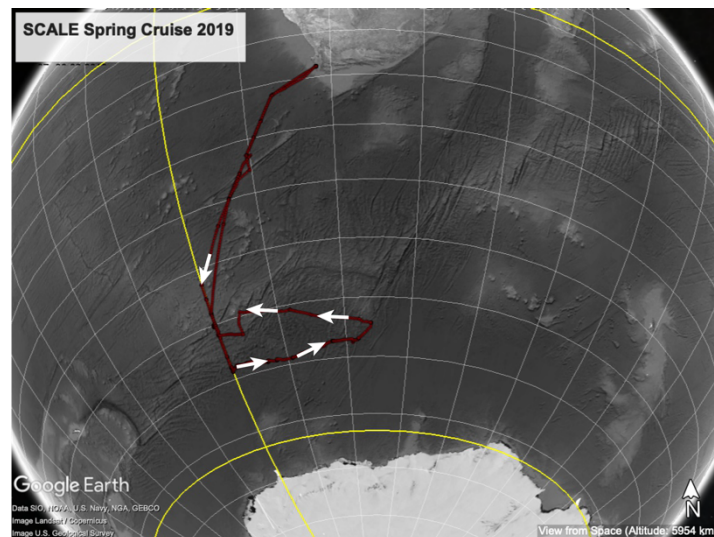 SCALE Spring Cruise 2019
Google Earth
Data SIO, NOAA, U.S. Navy, NGA, GEBCO
Image Landsat / Copernicus
Image U.S. Geological Survey
N
View from Space (Altitude: 5954 km